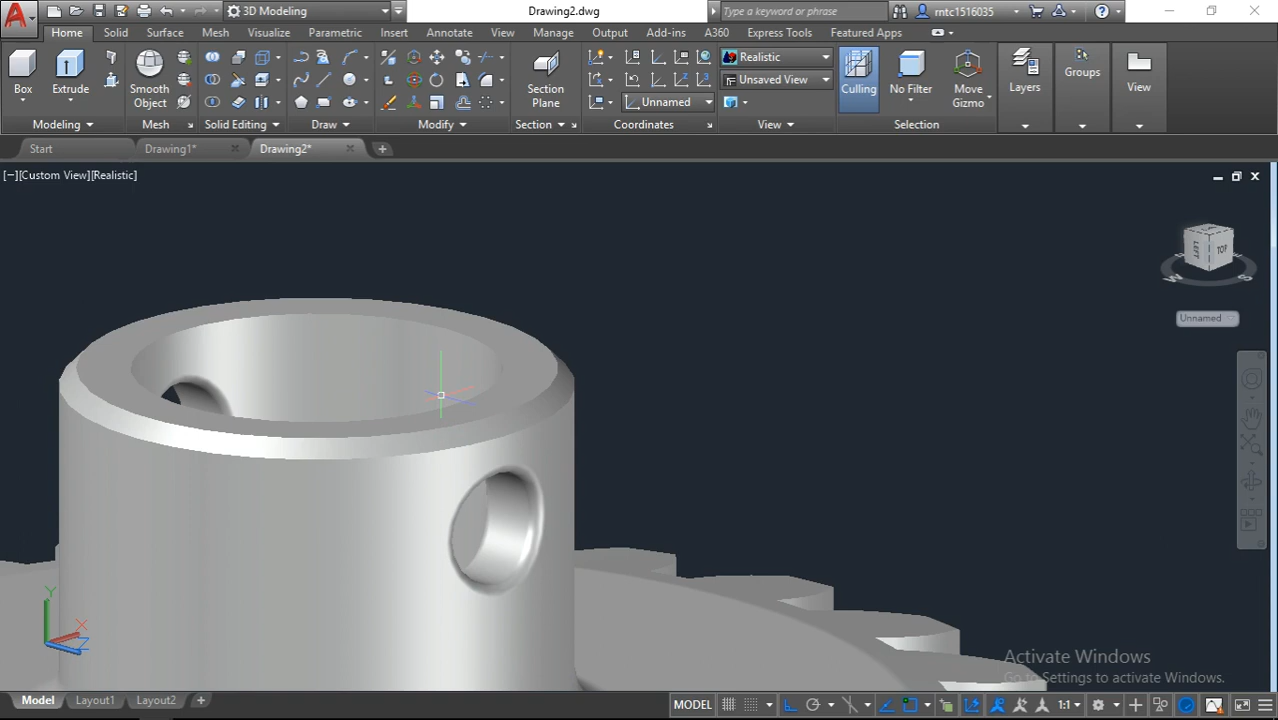 Drawing2.dwg
3D Modeling
Type a keyword or phrase
rntc1516035
Home Solid Surface Mesh Visualize Parametric Insert Annotate View Manage Output Add-ins A360 Express Tools Featured Apps
Box Extrude Smooth Object Section Plane Culling No Filter Move Gizmo Layers Groups View
Realistic
Unsaved View
Unnamed
Modeling Mesh Solid Editing Draw Modify Section Coordinates View Selection
Start Drawing1* Drawing2*
[−][Custom View][Realistic]
LEFT TOP
W S
Unnamed
Y
X
Z
Activate Windows
Go to Settings to activate Windows.
Model Layout1 Layout2
MODEL 1:1